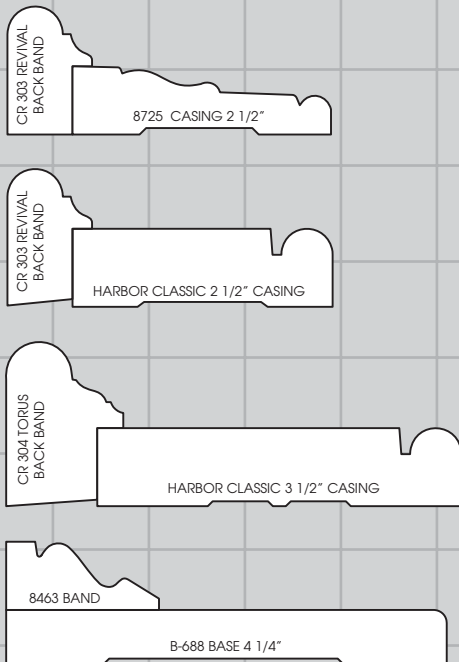 CR 303 REVIVAL
BACK BAND
8725 CASING 2 1/2”
CR 303 REVIVAL
BACK BAND
HARBOR CLASSIC 2 1/2” CASING
CR 304 TORUS
BACK BAND
HARBOR CLASSIC 3 1/2” CASING
8463 BAND
B-688 BASE 4 1/4”